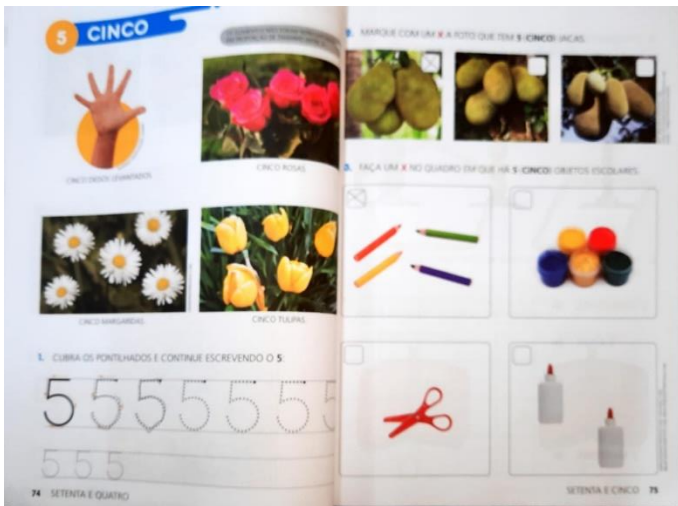 5 CINCO
CINCO DEDOS LEVANTADOS
CINCO ROSAS
CINCO MARGARIDAS
CINCO TULIPAS
1. CUBRA OS PONTILHADOS E CONTINUE ESCREVENDO O 5:
5 5 5 5 5 5 5
5 5 5
74 SETENTA E QUATRO
MARQUE COM UM X A FOTO QUE TEM 5 (CINCO) JACAS.
FAÇA UM X NO QUADRO EM QUE HÁ 5 (CINCO) OBJETOS ESCOLARES.
SETENTA E CINCO 75